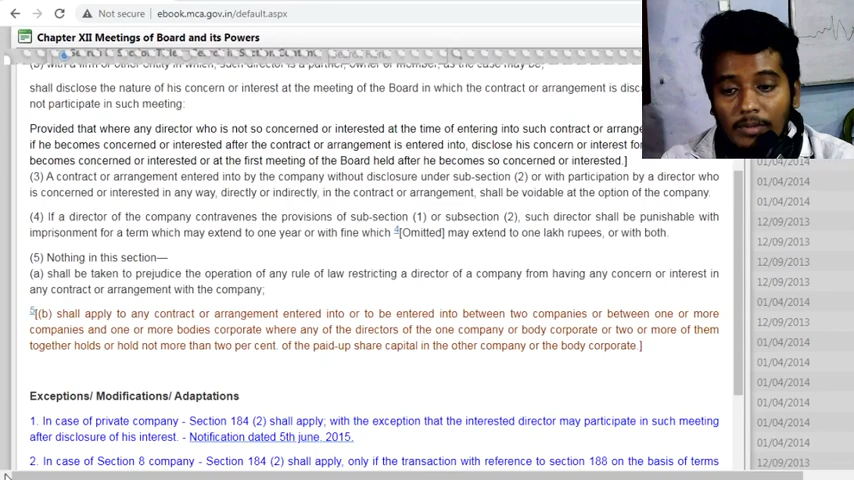 Not secure | ebook.mca.gov.in/default.aspx
Chapter XII Meetings of Board and its Powers
(b) with a firm or other entity in which, such director is a partner, owner or member, as the case may be,
shall disclose the nature of his concern or interest at the meeting of the Board in which the contract or arrangement is
not participate in such meeting:
Provided that where any director who is not so concerned or interested at the time of entering into such contract or
if he becomes concerned or interested after the contract or arrangement is entered into, disclose his concern or interest
becomes concerned or interested or at the first meeting of the Board held after he becomes so concerned or interested.]
01/04/2014
(3) A contract or arrangement entered into by the company without disclosure under sub-section (2) or with participation by a director who
01/04/2014
is concerned or interested in any way, directly or indirectly, in the contract or arrangement, shall be voidable at the option of the company.
01/04/2014
(4) If a director of the company contravenes the provisions of sub-section (1) or subsection (2), such director shall be punishable with
12/09/2013
imprisonment for a term which may extend to one year or with fine which 4[Omitted] may extend to one lakh rupees, or with both.
12/09/2013
(5) Nothing in this section—
12/09/2013
(a) shall be taken to prejudice the operation of any rule of law restricting a director of a company from having any concern or interest in
12/09/2013
any contract or arrangement with the company;
01/04/2014
5[(b) shall apply to any contract or arrangement entered into or to be entered into between two companies or between one or more
12/09/2013
companies and one or more bodies corporate where any of the directors of the one company or body corporate or two or more of them
01/04/2014
together holds or hold not more than two per cent. of the paid-up share capital in the other company or the body corporate.]
01/04/2014
01/04/2014
Exceptions/ Modifications/ Adaptations
01/04/2014
1. In case of private company - Section 184 (2) shall apply; with the exception that the interested director may participate in such meeting
01/04/2014
after disclosure of his interest. - Notification dated 5th june, 2015.
01/04/2014
2. In case of Section 8 company - Section 184 (2) shall apply, only if the transaction with reference to section 188 on the basis of terms
12/09/2013